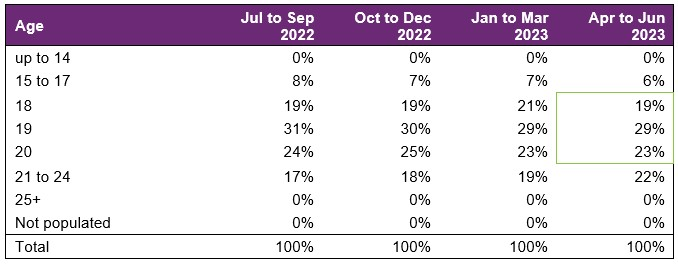 Age Jul to Sep 2022 Oct to Dec 2022 Jan to Mar 2023 Apr to Jun 2023
up to 14 0% 0% 0% 0%
15 to 17 8% 7% 7% 6%
18 19% 19% 21% 19%
19 31% 30% 29% 29%
20 24% 25% 23% 23%
21 to 24 17% 18% 19% 22%
25+ 0% 0% 0% 0%
Not populated 0% 0% 0% 0%
Total 100% 100% 100% 100%